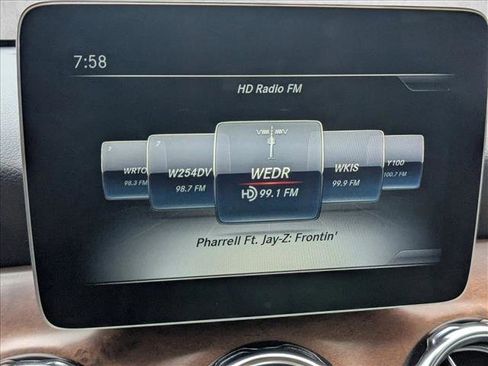 7:58
HD Radio FM
WRTO
98.3 FM
7
W254DV
98.7 FM
WEDR
HD 99.1 FM
WKIS
99.9 FM
Y100
100.7 FM
Pharrell Ft. Jay-Z: Frontin'